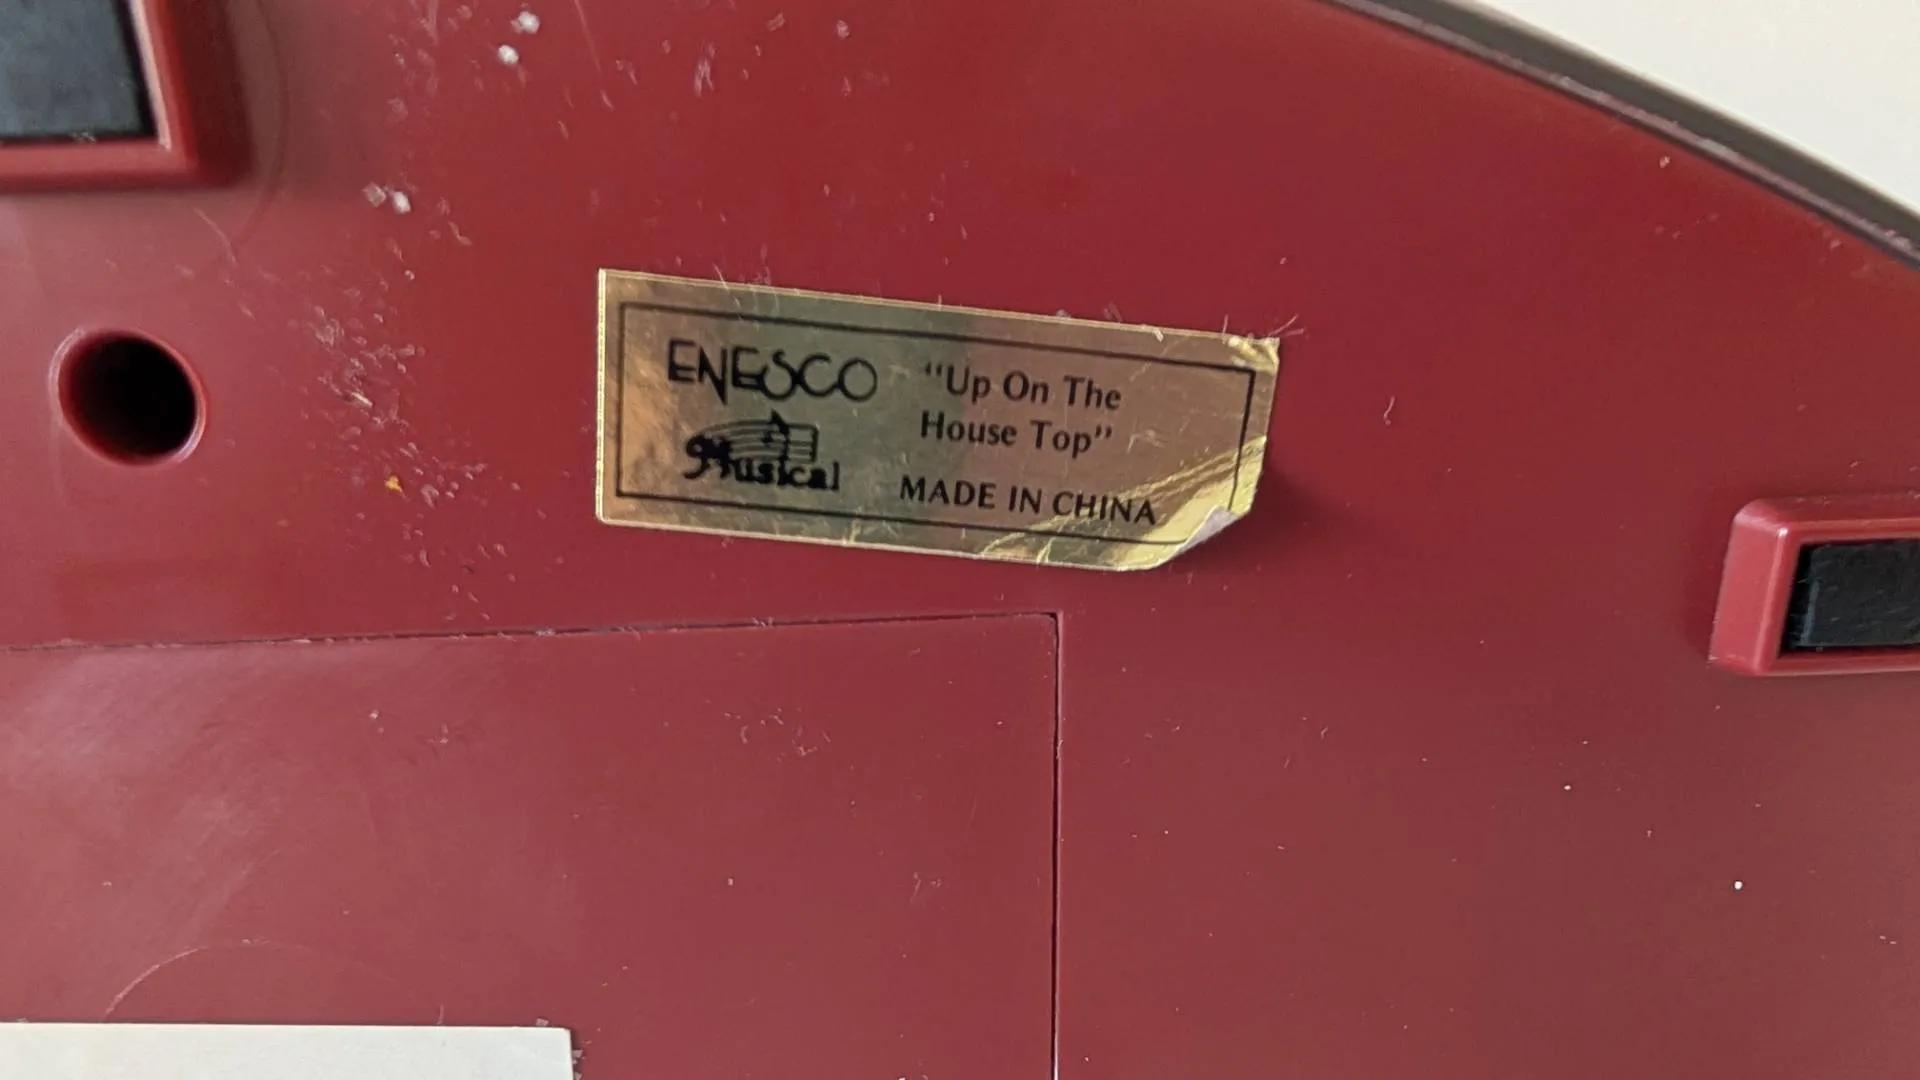 ENESCO
Musical
“Up On The
House Top”
MADE IN CHINA